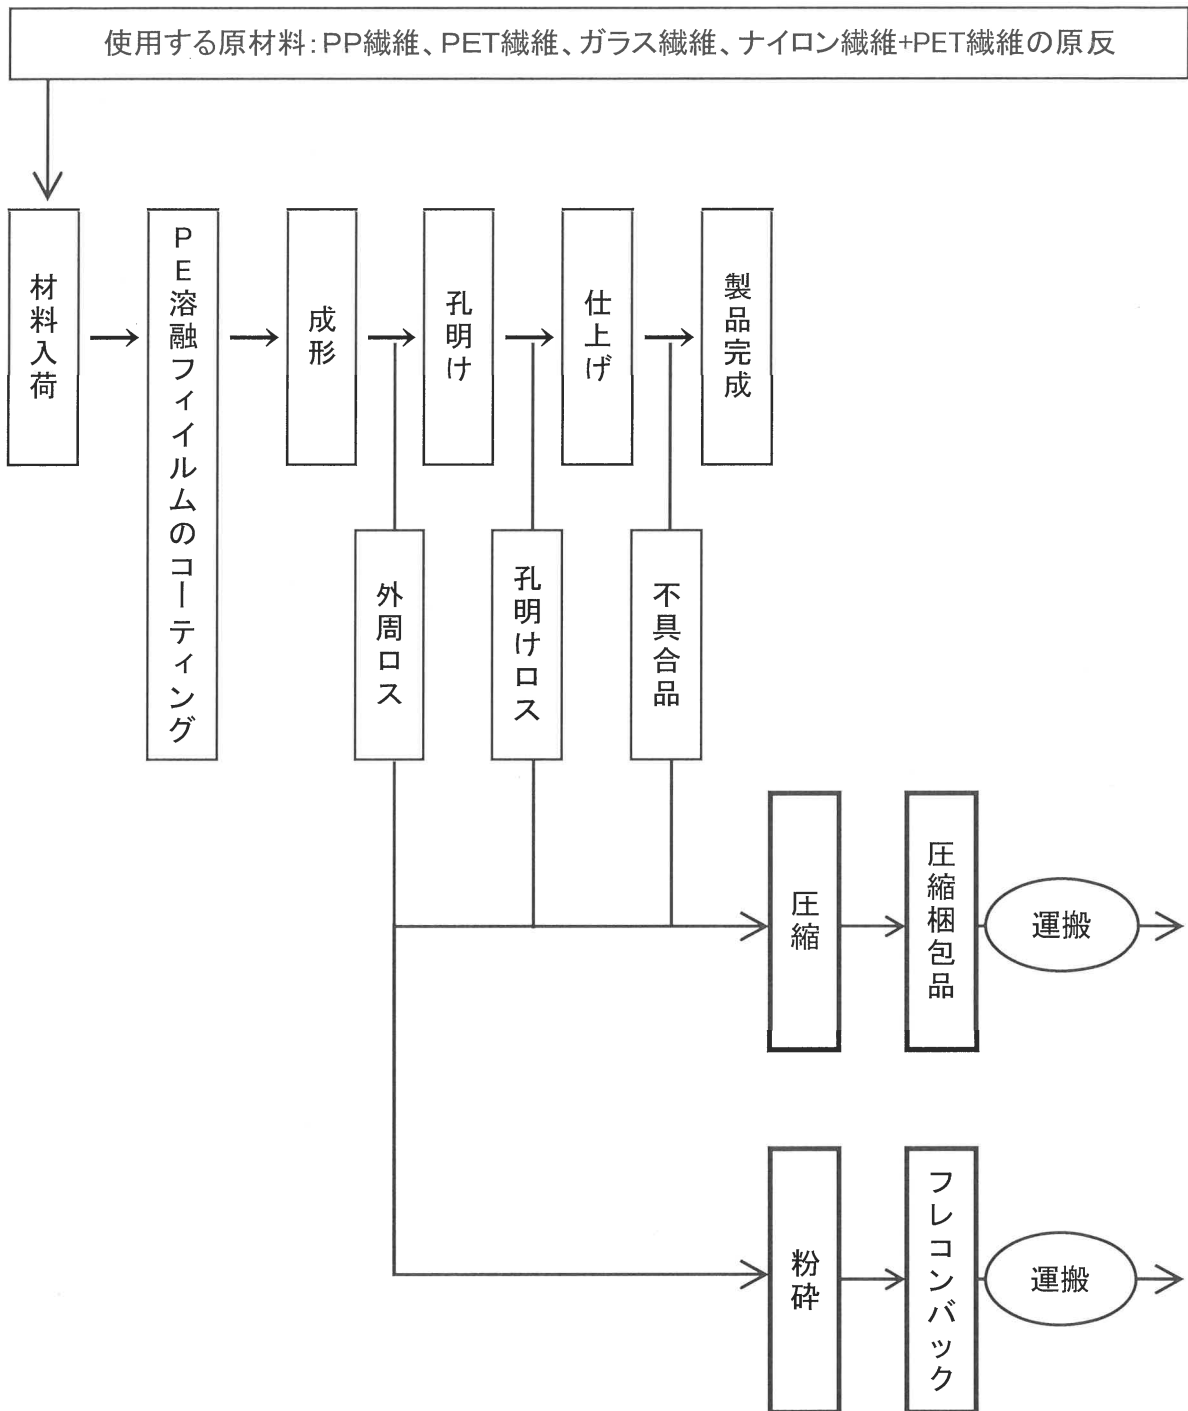 使用する原材料：PP繊維、PET繊維、ガラス繊維、ナイロン繊維+PET繊維の原反
材料入荷
PE溶融フィイルムのコーティング
成形
孔明け
仕上げ
製品完成
外周ロス
孔明けロス
不具合品
圧縮
圧縮梱包品
運搬
粉砕
フレコンバック
運搬